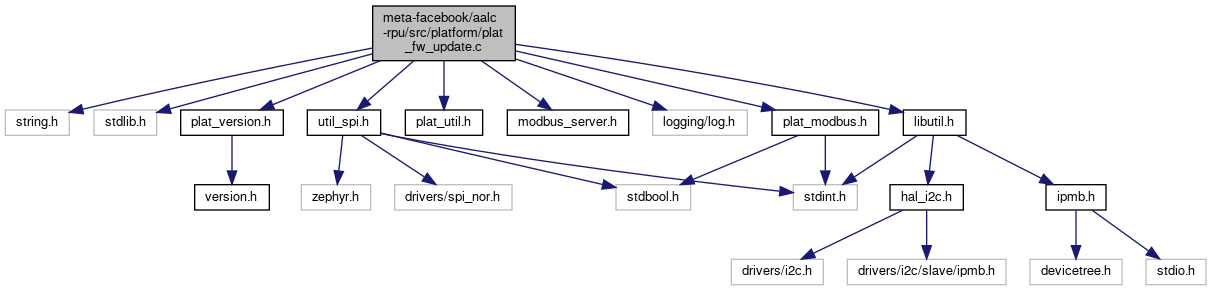 meta-facebook/aalc
-rpu/src/platform/plat
_fw_update.c
string.h
stdlib.h
plat_version.h
util_spi.h
plat_util.h
modbus_server.h
logging/log.h
plat_modbus.h
libutil.h
version.h
zephyr.h
drivers/spi_nor.h
stdbool.h
stdint.h
hal_i2c.h
ipmb.h
drivers/i2c.h
drivers/i2c/slave/ipmb.h
devicetree.h
stdio.h